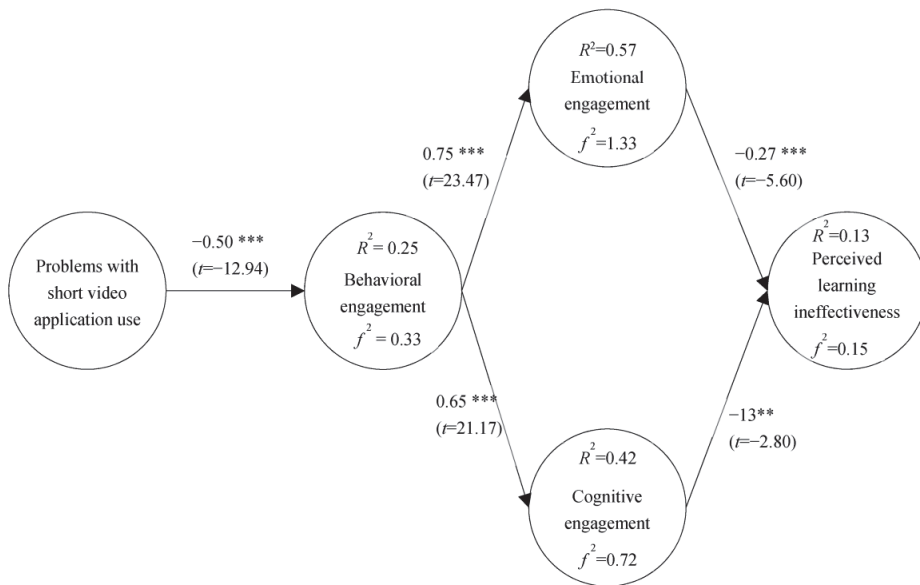 Problems with
short video
application use
−0.50 ***
(t=−12.94)
R²= 0.25
Behavioral
engagement
f² = 0.33
0.75 ***
(t=23.47)
R²=0.57
Emotional
engagement
f²=1.33
0.65 ***
(t=21.17)
R²=0.42
Cognitive
engagement
f²=0.72
−0.27 ***
(t=−5.60)
−13**
(t=−2.80)
R²=0.13
Perceived
learning
ineffectiveness
f²=0.15